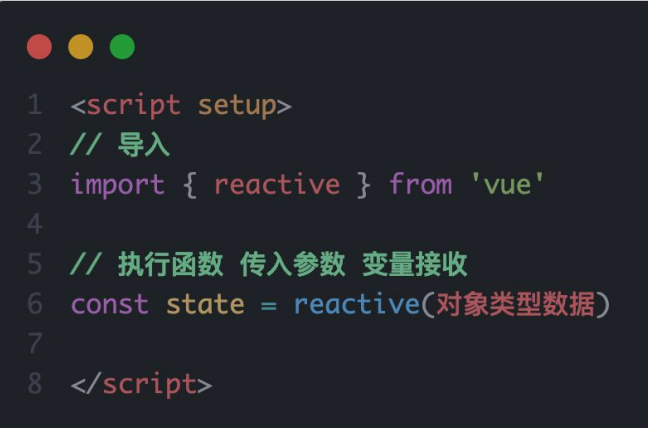 1 <script setup>
2 // 导入
3 import { reactive } from 'vue'
4
5 // 执行函数 传入参数 变量接收
6 const state = reactive(对象类型数据)
7
8 </script>